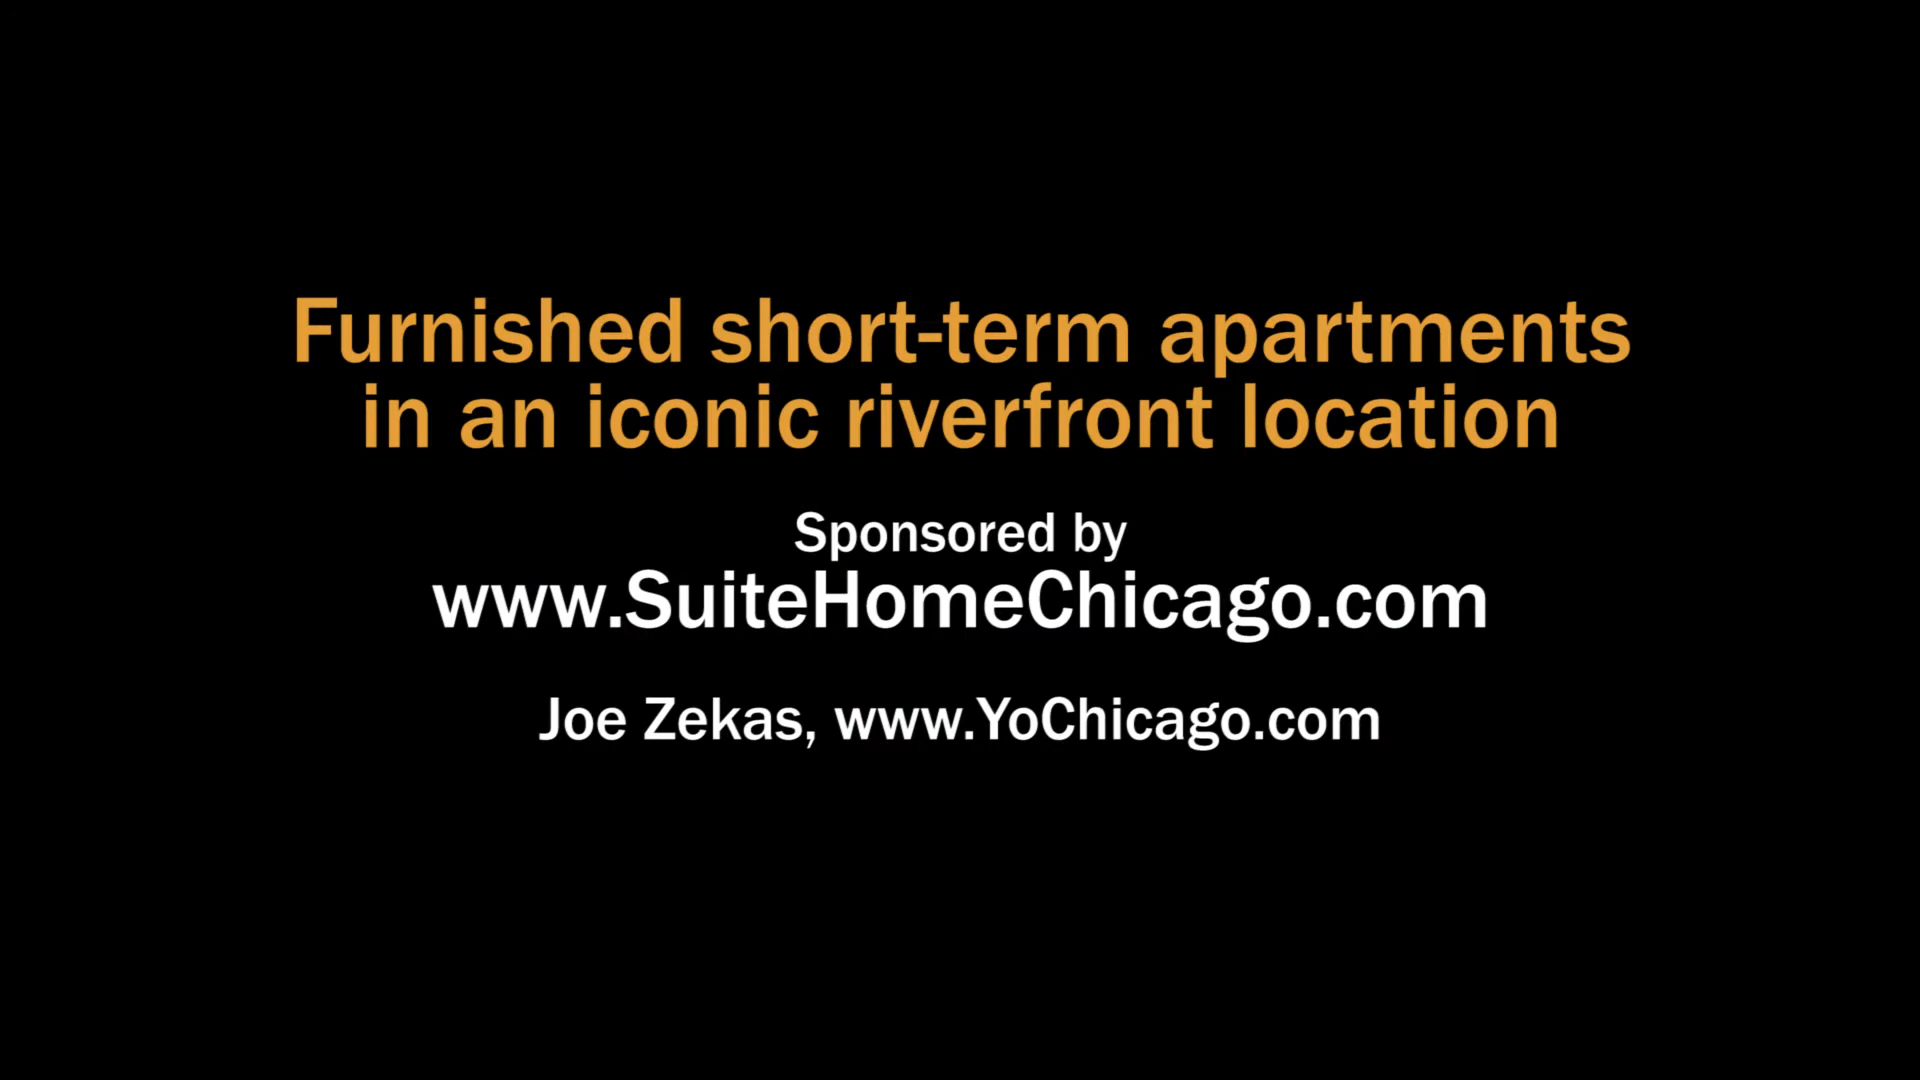 Furnished short-term apartments
in an iconic riverfront location
Sponsored by
www.SuiteHomeChicago.com
Joe Zekas, www.YoChicago.com